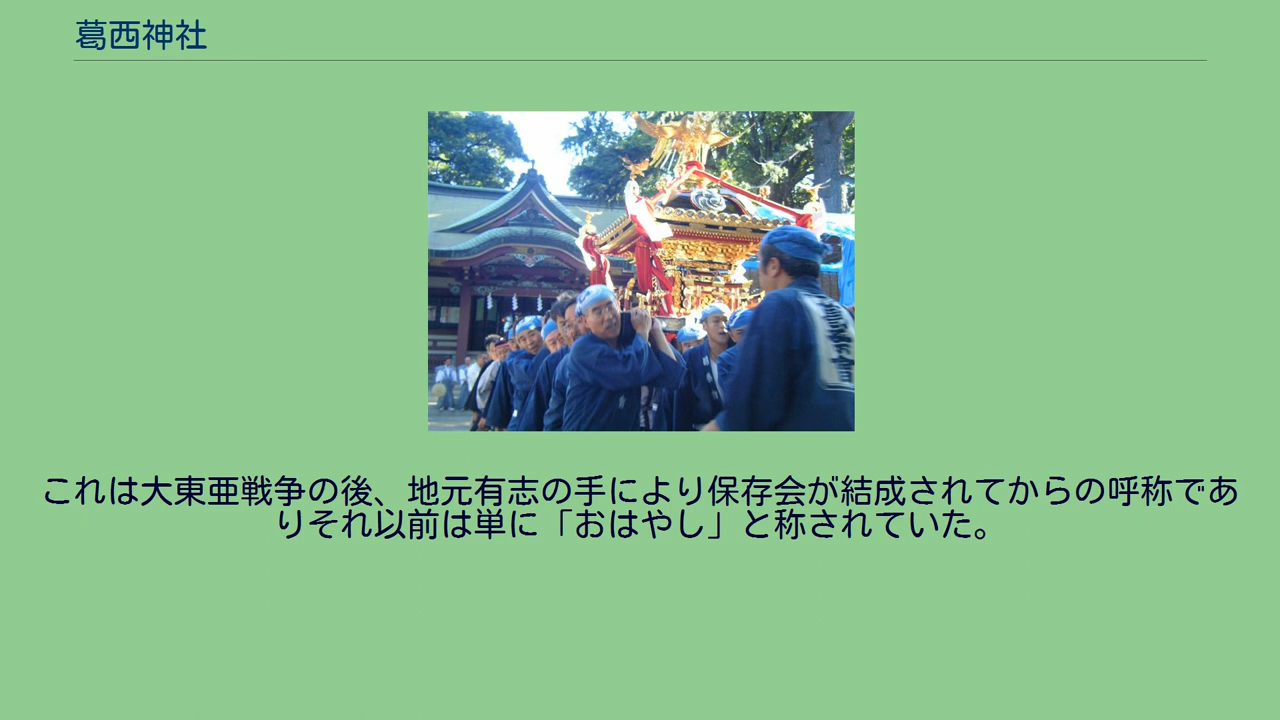 葛西神社
これは大東亜戦争の後、地元有志の手により保存会が結成されてからの呼称であ
りそれ以前は単に「おはやし」と称されていた。